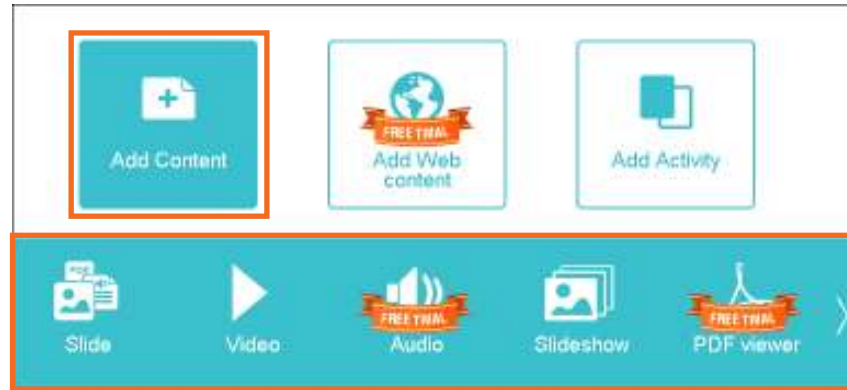 Add Content
FREE TRIAL
Add Web
content
Add Activity
PDF
Slide
Video
FREE TRIAL
Audio
Slideshow
FREE TRIAL
PDF viewer